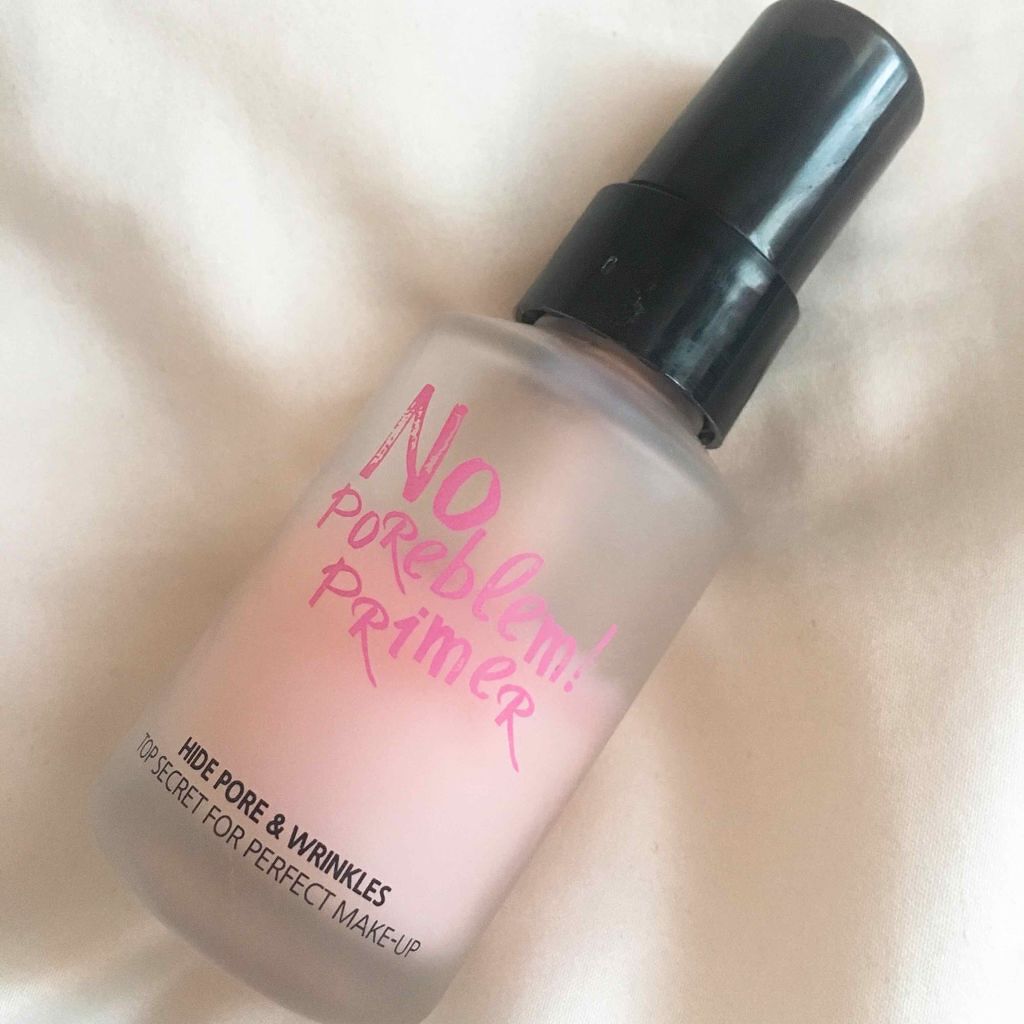 No
POReblem!
PRimeR
HIDE PORE & WRINKLES
TOP SECRET FOR PERFECT MAKE-UP